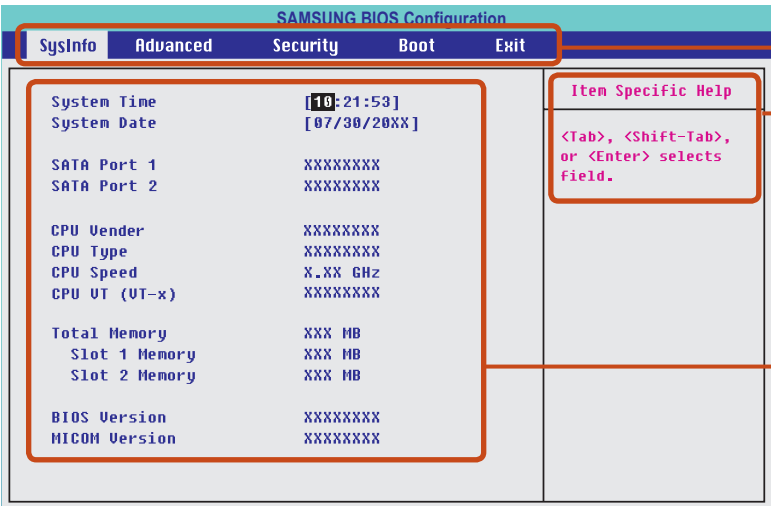 SAMSUNG BIOS Configuration
SysInfo Advanced Security Boot Exit
System Time [10:21:53]
System Date [07/30/20XX]
SATA Port 1 XXXXXXXX
SATA Port 2 XXXXXXXX
CPU Vender XXXXXXXX
CPU Type XXXXXXXX
CPU Speed X.XX GHz
CPU VT (VT-x) XXXXXXXX
Total Memory XXX MB
Slot 1 Memory XXX MB
Slot 2 Memory XXX MB
BIOS Version XXXXXXXX
MICOM Version XXXXXXXX
Item Specific Help
<Tab>, <Shift-Tab>,
or <Enter> selects
field.